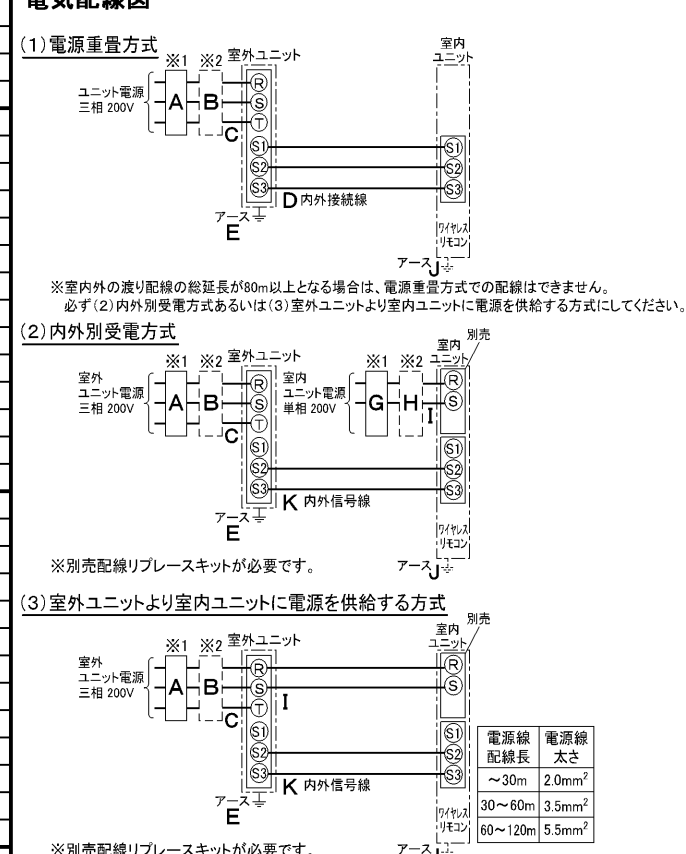 電気配線図
(1)電源重畳方式
※1 ※2 室外ユニット
室内
ユニット
ユニット電源
三相 200V
A B
C
R
S
T
S1
S2
S3
S1
S2
S3
D 内外接続線
アース
E
ワイヤレス
リモコン
アース J
※室内外の渡り配線の総延長が80m以上となる場合は、電源重畳方式での配線はできません。
必ず(2)内外別受電方式あるいは(3)室外ユニットより室内ユニットに電源を供給する方式にしてください。
(2)内外別受電方式
※1 ※2 室外ユニット
※1 ※2
室内
ユニット
別売
室外
ユニット電源
三相 200V
A B
C
R
S
T
S1
S2
S3
室内
ユニット電源
単相 200V
G H
I
R
S
S1
S2
S3
K 内外信号線
アース
E
ワイヤレス
リモコン
アース J
※別売配線リプレースキットが必要です。
(3)室外ユニットより室内ユニットに電源を供給する方式
※1 ※2 室外ユニット
室内
ユニット
別売
室外
ユニット電源
三相 200V
A B
C
R
S
T
S1
S2
S3
I
R
S
S1
S2
S3
K 内外信号線
アース
E
ワイヤレス
リモコン
アース J
電源線
配線長
電源線
太さ
～30m 2.0mm²
30～60m 3.5mm²
60～120m 5.5mm²
※別売配線リプレースキットが必要です。